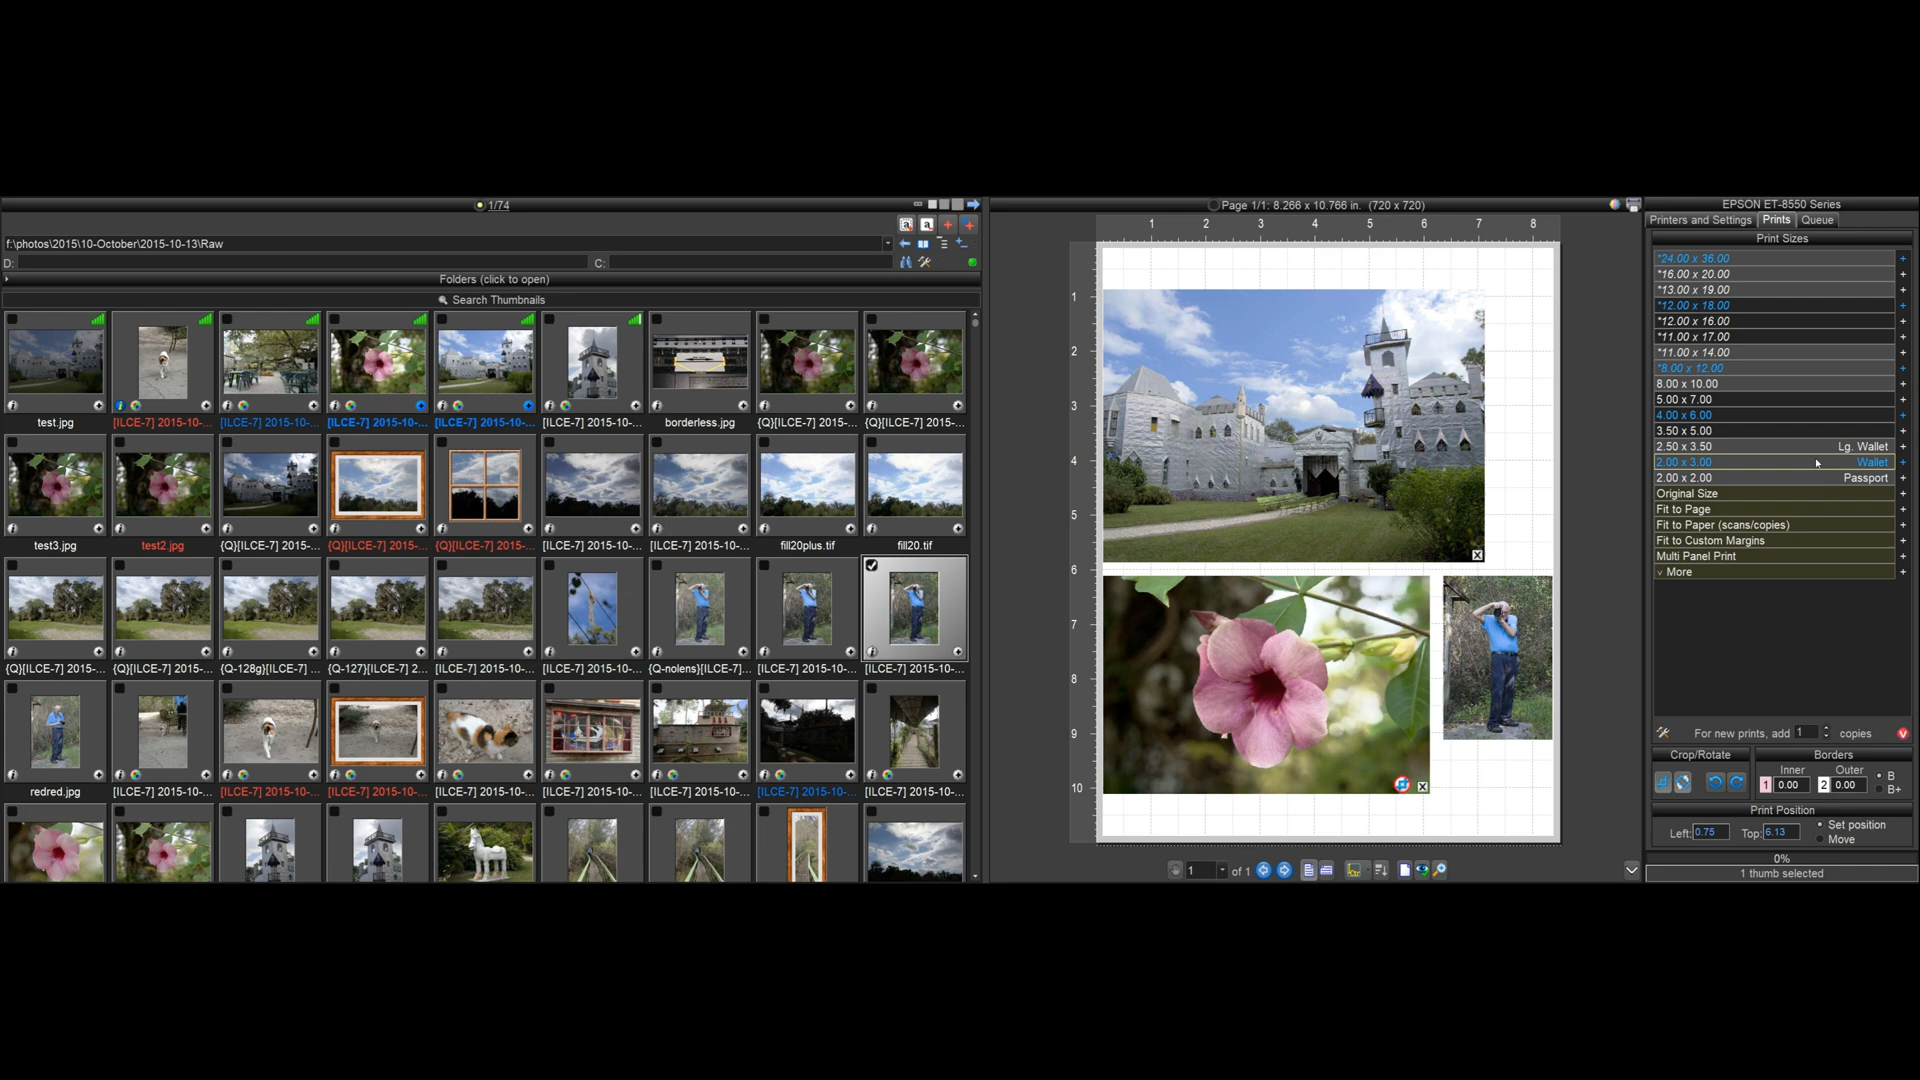 1/74
f:\photos\2015\10-October\2015-10-13\Raw
D:
C:
Folders (click to open)
Search Thumbnails
test.jpg
[ILCE-7] 2015-10-...
[ILCE-7] 2015-10-...
[ILCE-7] 2015-10-...
[ILCE-7] 2015-10-...
[ILCE-7] 2015-10-...
borderless.jpg
{Q}[ILCE-7] 2015-...
{Q}[ILCE-7] 2015-...
test3.jpg
test2.jpg
{Q}[ILCE-7] 2015-...
{Q}[ILCE-7] 2015-...
{Q}[ILCE-7] 2015-...
[ILCE-7] 2015-10-...
[ILCE-7] 2015-10-...
fill20plus.tif
fill20.tif
{Q}[ILCE-7] 2015-...
{Q}[ILCE-7] 2015-...
{Q-128g}[ILCE-7] ...
{Q-127}[ILCE-7] 2...
[ILCE-7] 2015-10-...
[ILCE-7] 2015-10-...
{Q-nolens}[ILCE-7]...
[ILCE-7] 2015-10-...
[ILCE-7] 2015-10-...
redred.jpg
[ILCE-7] 2015-10-...
[ILCE-7] 2015-10-...
[ILCE-7] 2015-10-...
[ILCE-7] 2015-10-...
[ILCE-7] 2015-10-...
[ILCE-7] 2015-10-...
[ILCE-7] 2015-10-...
[ILCE-7] 2015-10-...
Page 1/1: 8.266 x 10.766 in. (720 x 720)
1 2 3 4 5 6 7 8
1
2
3
4
5
6
7
8
9
10
1 of 1
EPSON ET-8550 Series
Printers and Settings Prints Queue
Print Sizes
*24.00 x 36.00 +
*16.00 x 20.00 +
*13.00 x 19.00 +
*12.00 x 18.00 +
*12.00 x 16.00 +
*11.00 x 17.00 +
*11.00 x 14.00 +
*8.00 x 12.00 +
8.00 x 10.00 +
5.00 x 7.00 +
4.00 x 6.00 +
3.50 x 5.00 +
2.50 x 3.50 Lg. Wallet +
2.00 x 3.00 Wallet +
2.00 x 2.00 Passport +
Original Size +
Fit to Page +
Fit to Paper (scans/copies) +
Fit to Custom Margins +
Multi Panel Print +
v More +
For new prints, add 1 copies V
Crop/Rotate Borders
Inner Outer
1 0.00 2 0.00
B
B+
Print Position
Left: 0.75 Top: 6.13
Set position
Move
0%
1 thumb selected